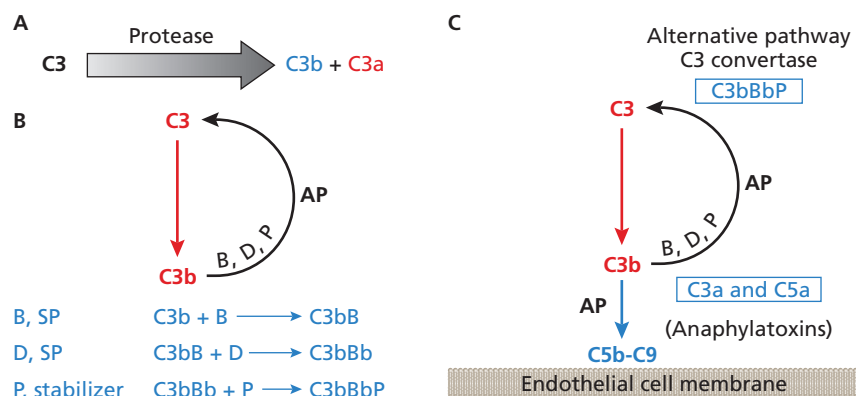 A
Protease
C3
C3b + C3a
B
C3
AP
B, D, P
C3b
B, SP C3b + B C3bB
D, SP C3bB + D C3bBb
P, stabilizer C3bBb + P C3bBbP
C
Alternative pathway
C3 convertase
C3bBbP
C3
AP
B, D, P
C3b
C3a and C5a
AP
(Anaphylatoxins)
C5b-C9
Endothelial cell membrane